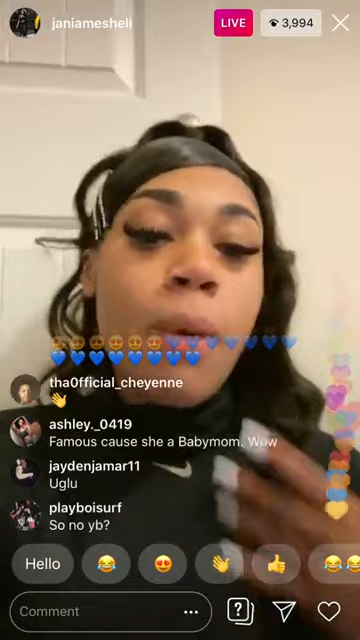 janiameshell
LIVE
3,994
tha0fficial_cheyenne
👋
ashley._0419
Famous cause she a Babymom. Wow
jaydenjamar11
Uglu
playboisurf
So no yb?
Hello
Comment